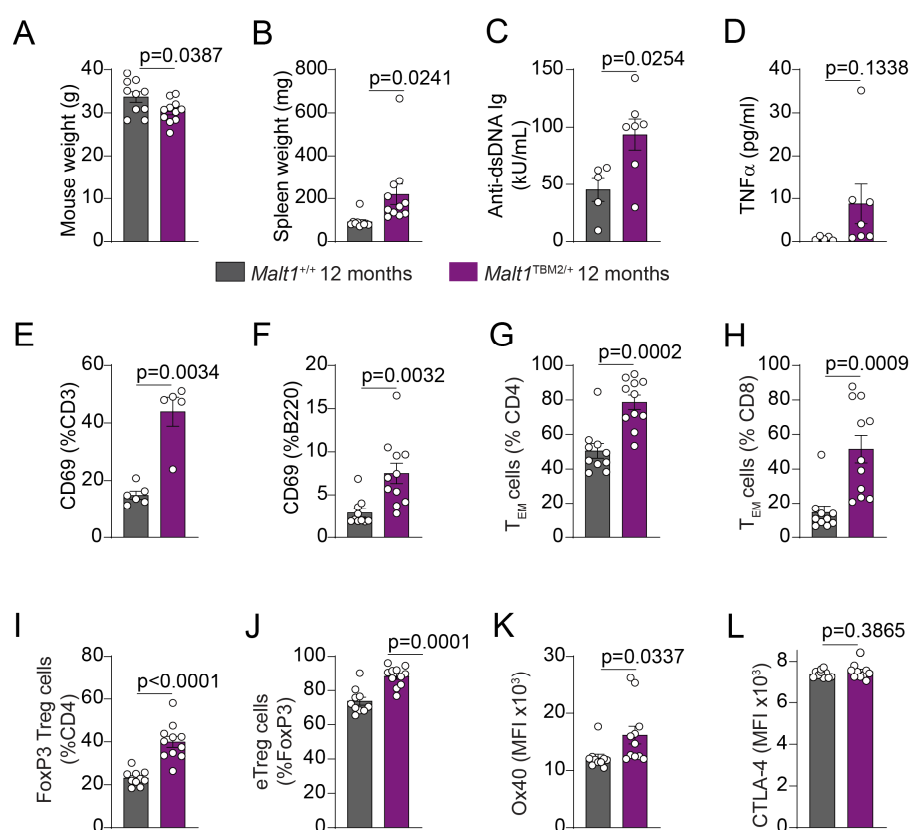 A
B
C
D
p=0.0387
p=0.0241
p=0.0254
p=0.1338
Mouse weight (g)
40
30
20
10
0
Spleen weight (mg)
800
600
400
200
0
Anti-dsDNA Ig
(kU/mL)
150
100
50
0
TNFα (pg/ml)
40
30
20
10
0
Malt1+/+ 12 months
Malt1TBM2/+ 12 months
E
F
G
H
p=0.0034
p=0.0032
p=0.0002
p=0.0009
CD69 (%CD3)
60
40
20
0
CD69 (%B220)
20
15
10
5
0
TEM cells (% CD4)
100
80
60
40
20
0
TEM cells (% CD8)
100
80
60
40
20
0
I
J
K
L
p<0.0001
p=0.0001
p=0.0337
p=0.3865
FoxP3 Treg cells
(%CD4)
80
60
40
20
0
eTreg cells
(%FoxP3)
100
80
60
40
20
0
Ox40 (MFI x10³)
30
20
10
0
CTLA-4 (MFI x10³)
8
6
4
2
0